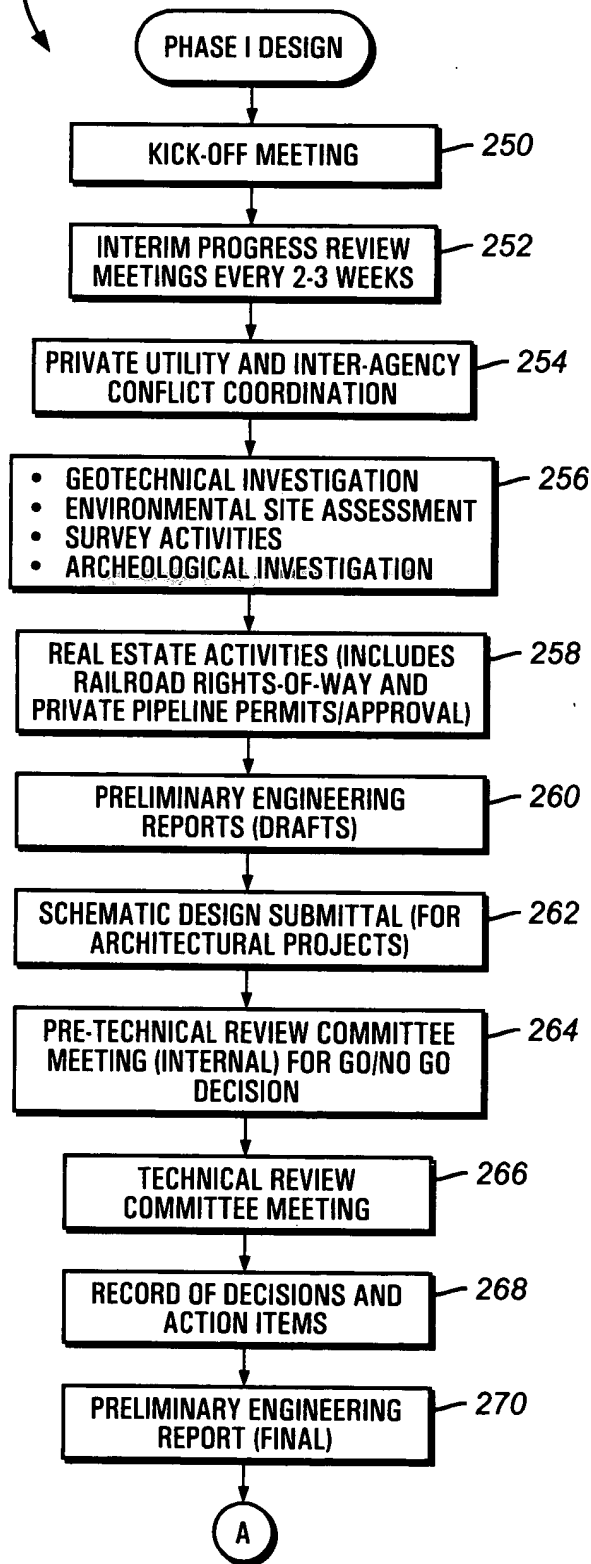 PHASE I DESIGN
KICK-OFF MEETING
250
INTERIM PROGRESS REVIEW
MEETINGS EVERY 2-3 WEEKS
252
PRIVATE UTILITY AND INTER-AGENCY
CONFLICT COORDINATION
254
• GEOTECHNICAL INVESTIGATION
• ENVIRONMENTAL SITE ASSESSMENT
• SURVEY ACTIVITIES
• ARCHEOLOGICAL INVESTIGATION
256
REAL ESTATE ACTIVITIES (INCLUDES
RAILROAD RIGHTS-OF-WAY AND
PRIVATE PIPELINE PERMITS/APPROVAL)
258
PRELIMINARY ENGINEERING
REPORTS (DRAFTS)
260
SCHEMATIC DESIGN SUBMITTAL (FOR
ARCHITECTURAL PROJECTS)
262
PRE-TECHNICAL REVIEW COMMITTEE
MEETING (INTERNAL) FOR GO/NO GO
DECISION
264
TECHNICAL REVIEW
COMMITTEE MEETING
266
RECORD OF DECISIONS AND
ACTION ITEMS
268
PRELIMINARY ENGINEERING
REPORT (FINAL)
270
A